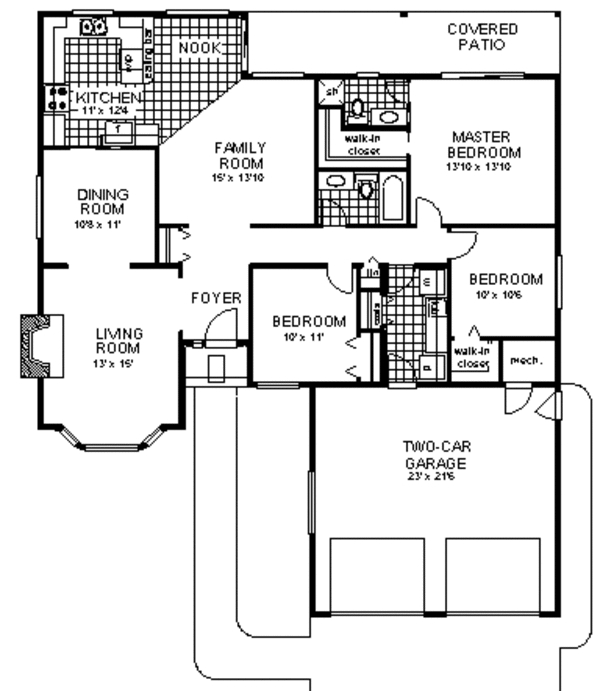 COVERED
PATIO
NOOK
eating bar
d/w
KITCHEN
11' x 12'4
r
FAMILY
ROOM
15' x 13'10
sh
walk-in
closet
MASTER
BEDROOM
13'10 x 13'10
DINING
ROOM
10'8 x 11'
FOYER
lin
BEDROOM
10' x 10'6
LIVING
ROOM
13' x 15'
BEDROOM
10' x 11'
coats
walk-in
closet
mech.
TWO-CAR
GARAGE
23' x 21'6